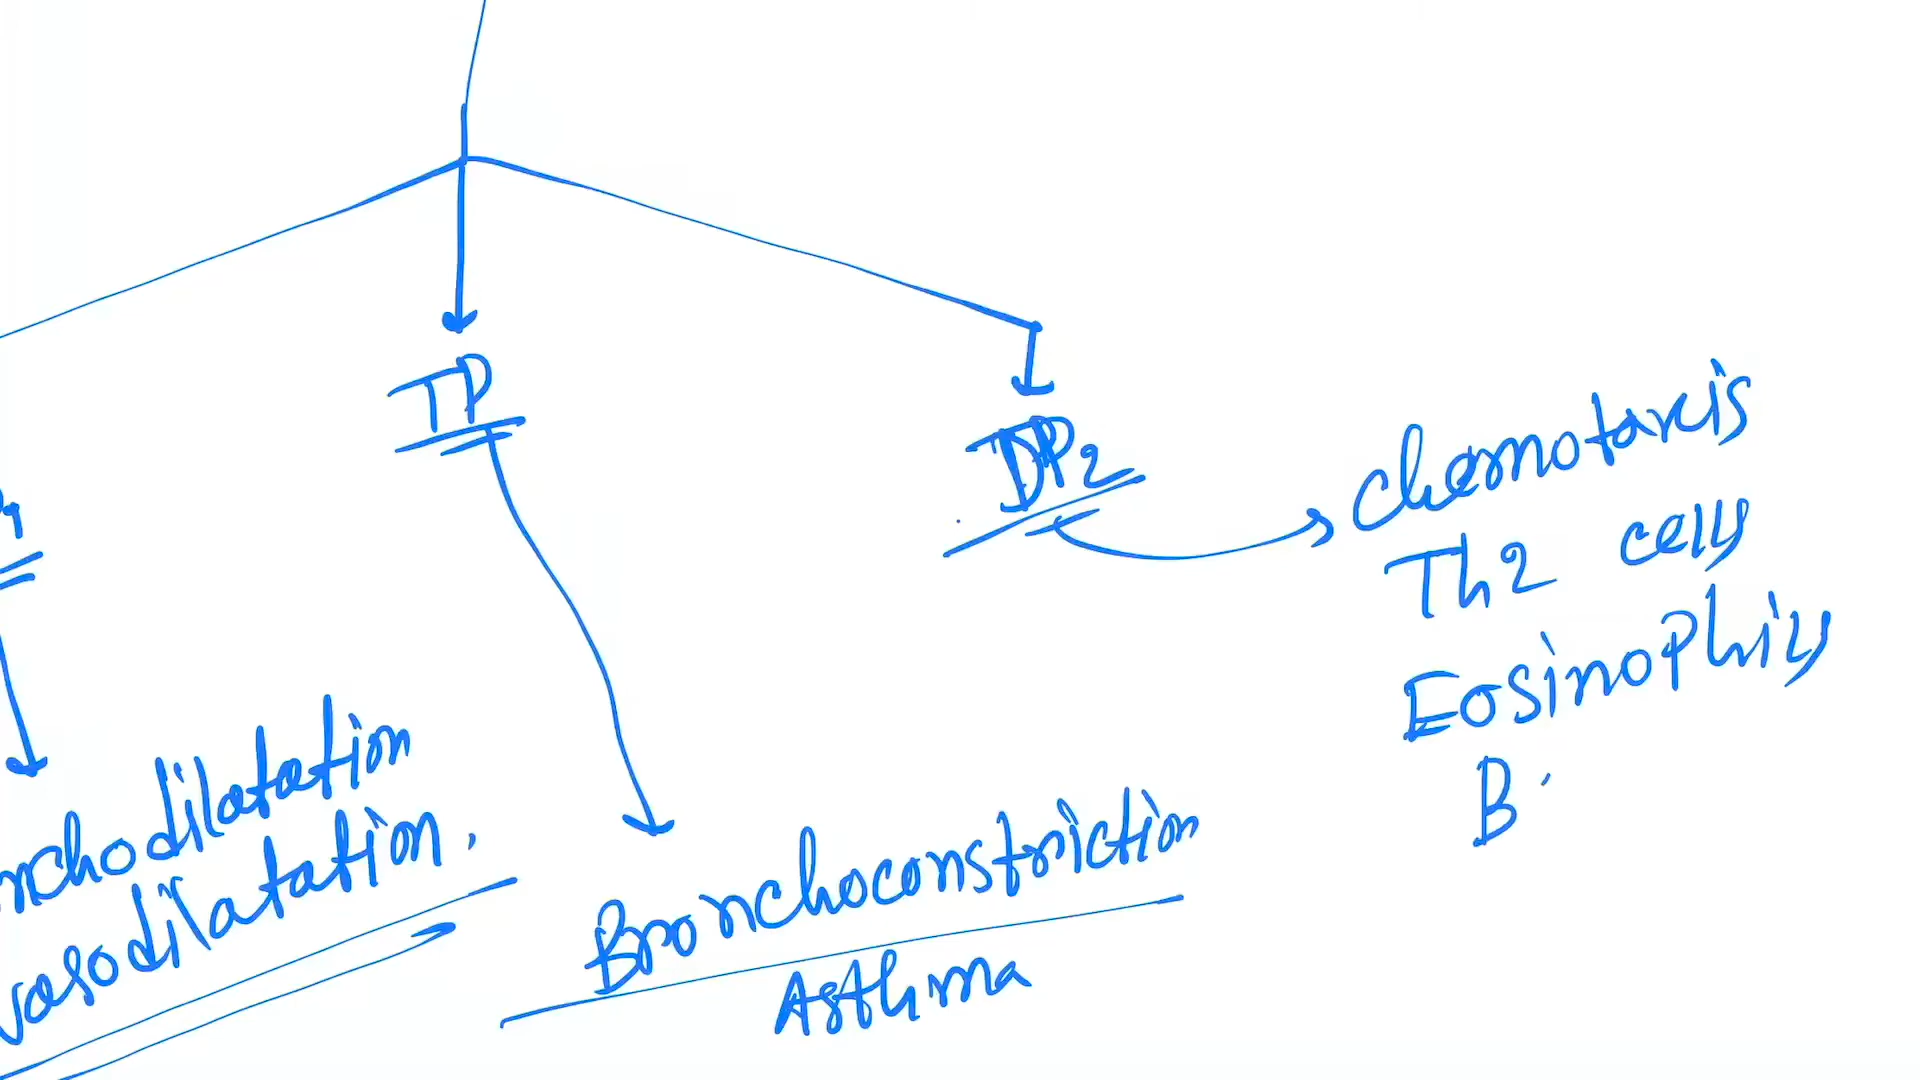 TP
DP2
chemotaxis
Th2 cells
Eosinophils
B
nchodilatation
vasodilatation.
Bronchoconstriction
Asthma